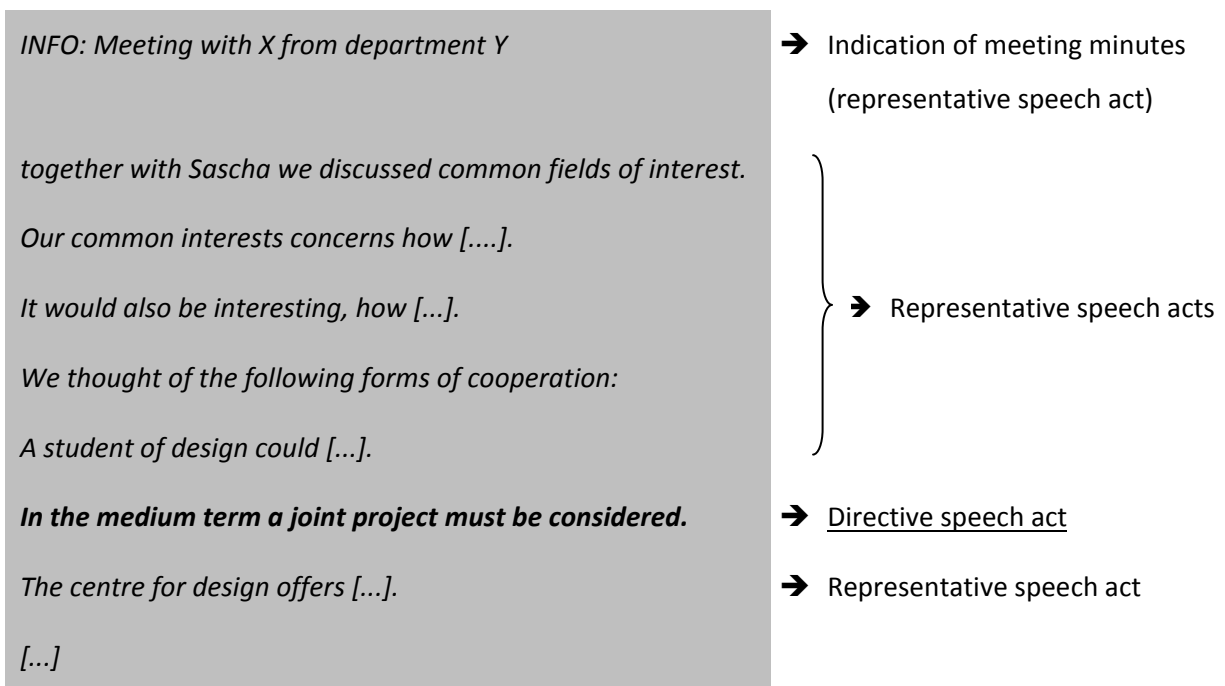 INFO: Meeting with X from department Y
➔ Indication of meeting minutes
(representative speech act)
together with Sascha we discussed common fields of interest.
Our common interests concerns how [....].
It would also be interesting, how [...].
➔ Representative speech acts
We thought of the following forms of cooperation:
A student of design could [...].
In the medium term a joint project must be considered.
➔ Directive speech act
The centre for design offers [...].
➔ Representative speech act
[...]